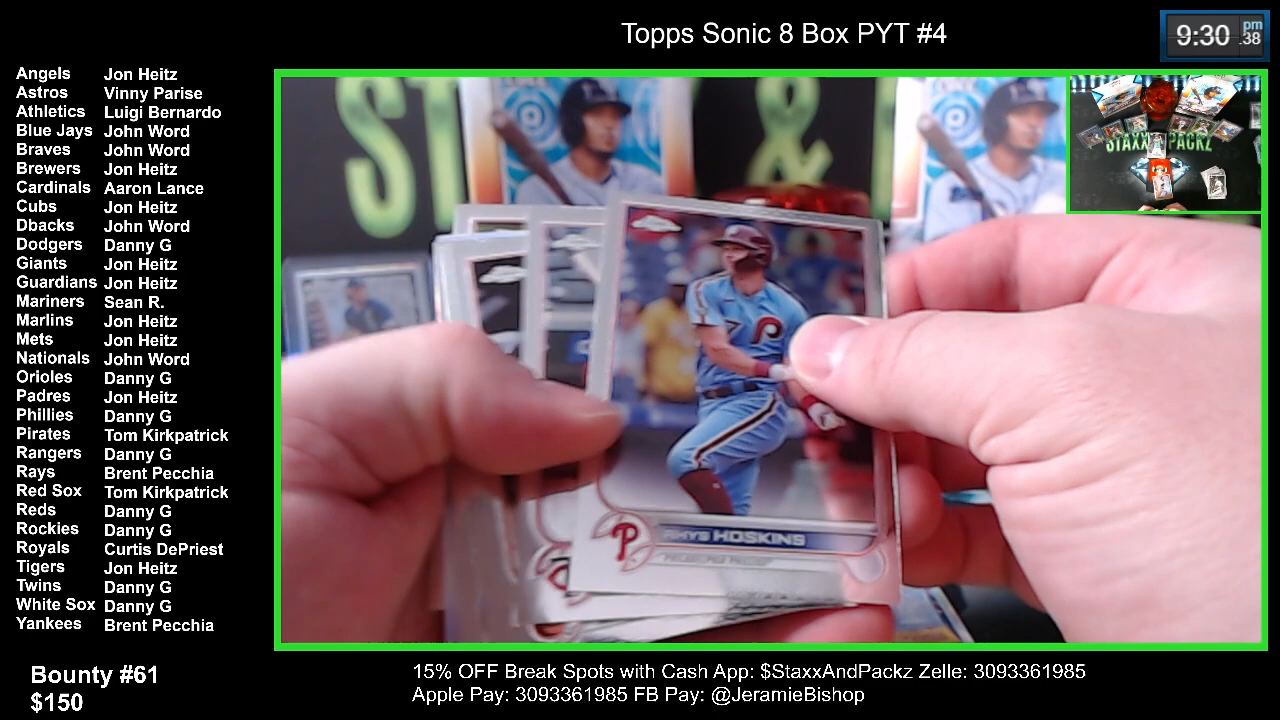 Topps Sonic 8 Box PYT #4
9:30 pm .38
Angels Jon Heitz
Astros Vinny Parise
Athletics Luigi Bernardo
Blue Jays John Word
Braves John Word
Brewers Jon Heitz
Cardinals Aaron Lance
Cubs Jon Heitz
Dbacks John Word
Dodgers Danny G
Giants Jon Heitz
Guardians Jon Heitz
Mariners Sean R.
Marlins Jon Heitz
Mets Jon Heitz
Nationals John Word
Orioles Danny G
Padres Jon Heitz
Phillies Danny G
Pirates Tom Kirkpatrick
Rangers Danny G
Rays Brent Pecchia
Red Sox Tom Kirkpatrick
Reds Danny G
Rockies Danny G
Royals Curtis DePriest
Tigers Jon Heitz
Twins Danny G
White Sox Danny G
Yankees Brent Pecchia
ST &
STAXX PACKZ
P
P RHYS HOSKINS
Bounty #61
$150
15% OFF Break Spots with Cash App: $StaxxAndPackz Zelle: 3093361985
Apple Pay: 3093361985 FB Pay: @JeramieBishop